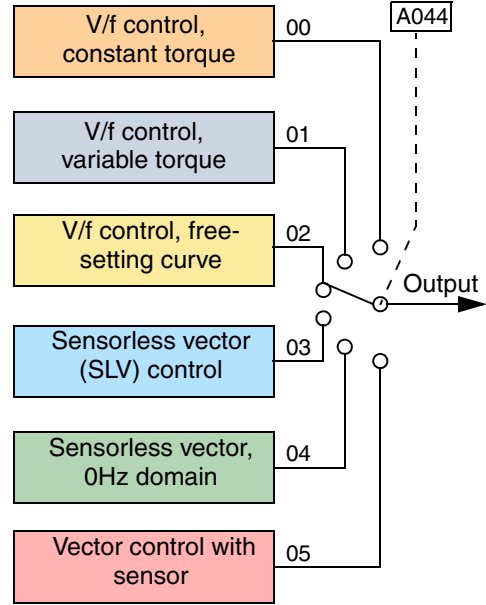 V/f control,
constant torque
00
A044
V/f control,
variable torque
01
V/f control, free-
setting curve
02
Output
Sensorless vector
(SLV) control
03
Sensorless vector,
0Hz domain
04
Vector control with
sensor
05